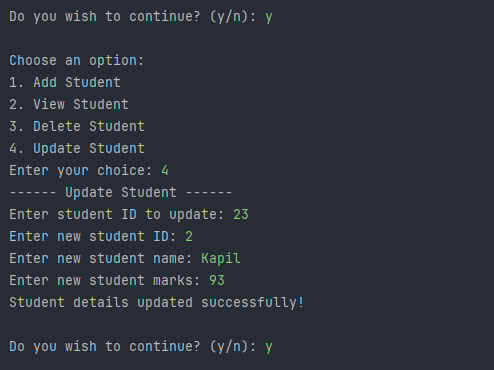 Do you wish to continue? (y/n): y
Choose an option:
1. Add Student
2. View Student
3. Delete Student
4. Update Student
Enter your choice: 4
------ Update Student ------
Enter student ID to update: 23
Enter new student ID: 2
Enter new student name: Kapil
Enter new student marks: 93
Student details updated successfully!
Do you wish to continue? (y/n): y